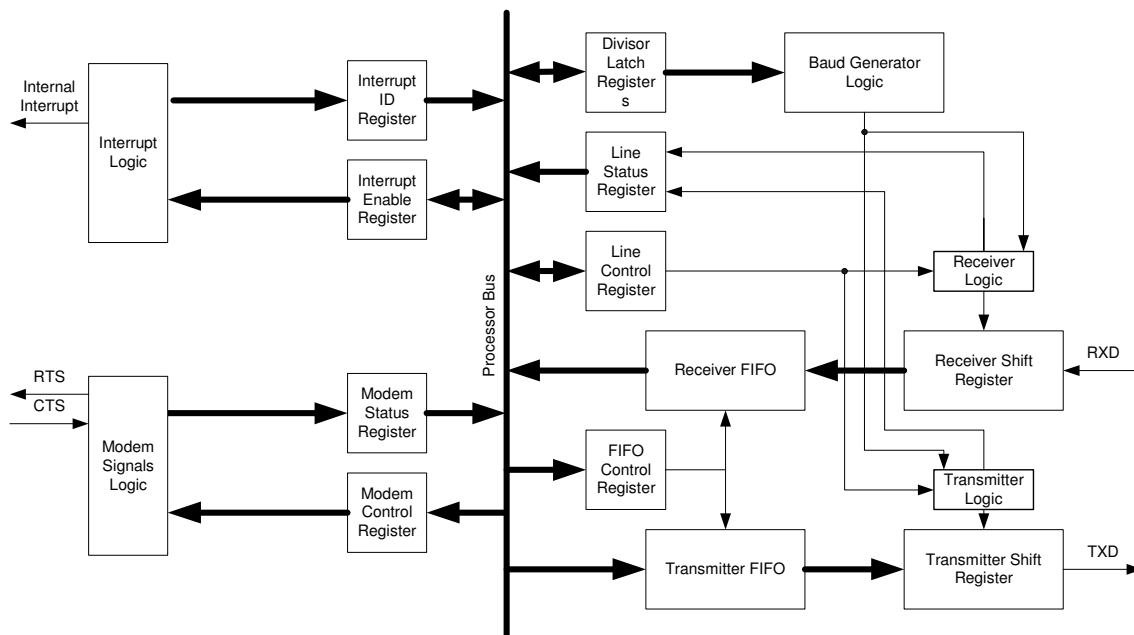 Internal
Interrupt
Interrupt
Logic
Interrupt
ID
Register
Interrupt
Enable
Register
RTS
CTS
Modem
Signals
Logic
Modem
Status
Register
Modem
Control
Register
Processor Bus
Divisor
Latch
Register
s
Baud Generator
Logic
Line
Status
Register
Line
Control
Register
Receiver
Logic
Receiver FIFO
Receiver Shift
Register
RXD
FIFO
Control
Register
Transmitter
Logic
Transmitter FIFO
Transmitter Shift
Register
TXD